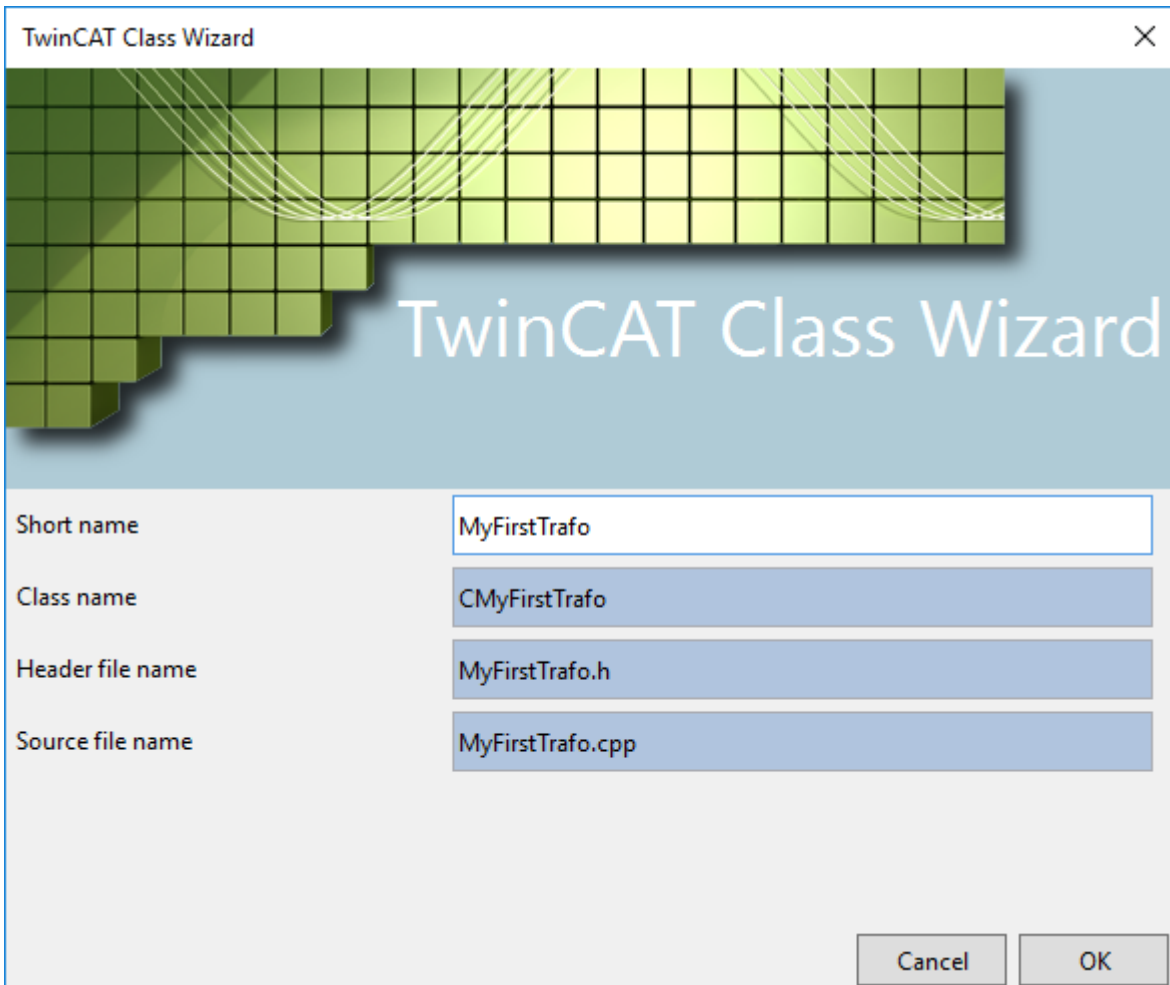 TwinCAT Class Wizard
TwinCAT Class Wizard
Short name MyFirstTrafo
Class name CMyFirstTrafo
Header file name MyFirstTrafo.h
Source file name MyFirstTrafo.cpp
Cancel OK